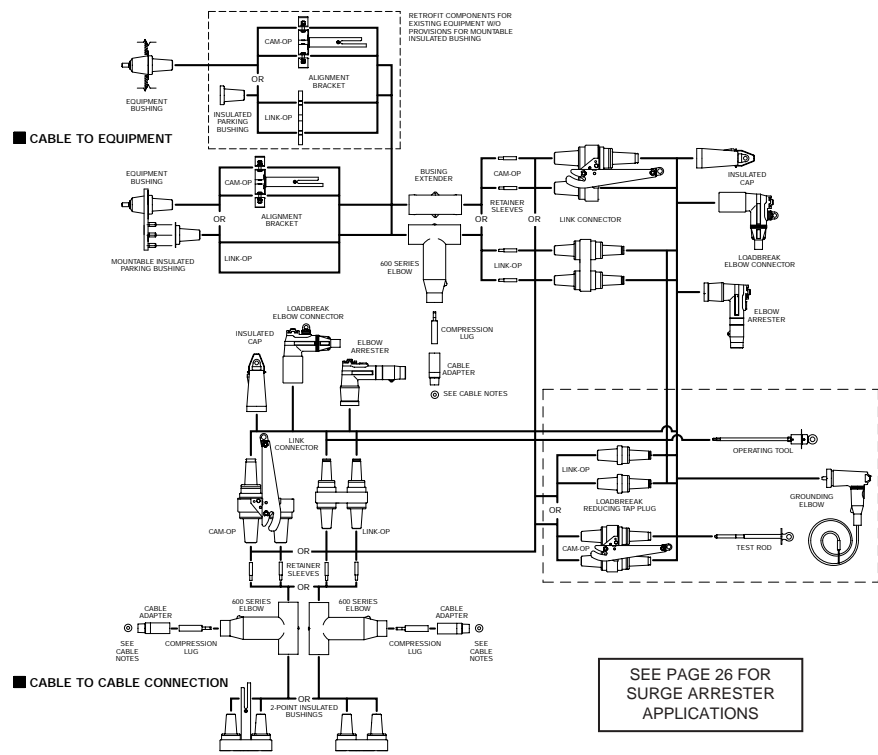 RETROFIT COMPONENTS FOR
EXISTING EQUIPMENT W/O
PROVISIONS FOR MOUNTABLE
INSULATED BUSHING
CAM-OP
OR
ALIGNMENT
BRACKET
EQUIPMENT
BUSHING
INSULATED
PARKING
BUSHING
LINK-OP
■ CABLE TO EQUIPMENT
EQUIPMENT
BUSHING
CAM-OP
OR
ALIGNMENT
BRACKET
MOUNTABLE INSULATED
PARKING BUSHING
LINK-OP
BUSING
EXTENDER
600 SERIES
ELBOW
OR
CAM-OP
RETAINER
SLEEVES
OR
LINK CONNECTOR
LINK-OP
INSULATED
CAP
LOADBREAK
ELBOW CONNECTOR
ELBOW
ARRESTER
COMPRESSION
LUG
CABLE
ADAPTER
SEE CABLE NOTES
LOADBREAK
ELBOW CONNECTOR
INSULATED
CAP
ELBOW
ARRESTER
LINK
CONNECTOR
CAM-OP
LINK-OP
OR
RETAINER
SLEEVES
OR
OPERATING TOOL
LINK-OP
OR
LOADBREEAK
REDUCING TAP PLUG
GROUNDING
ELBOW
CAM-OP
TEST ROD
600 SERIES
ELBOW
600 SERIES
ELBOW
CABLE
ADAPTER
CABLE
ADAPTER
SEE
CABLE
NOTES
COMPRESSION
LUG
COMPRESSION
LUG
SEE
CABLE
NOTES
■ CABLE TO CABLE CONNECTION
OR
2-POINT INSULATED
BUSHINGS
SEE PAGE 26 FOR
SURGE ARRESTER
APPLICATIONS